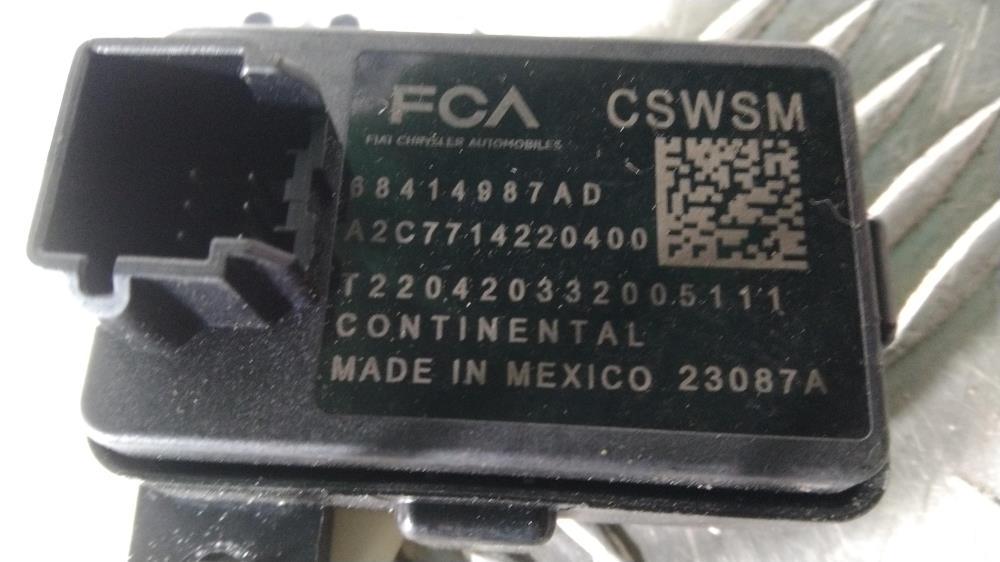 FCA
FIAT CHRYSLER AUTOMOBILES
CSWSM
68414987AD
A2C7714220400
T220420332005111
CONTINENTAL
MADE IN MEXICO 23087A